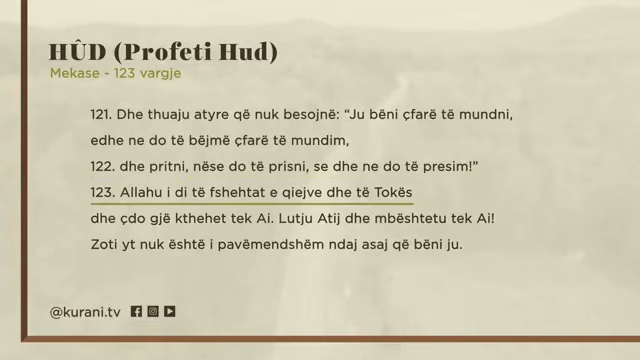 HÛD (Profeti Hud)
Mekase - 123 vargje
121. Dhe thuaju atyre që nuk besojnë: “Ju bëni çfarë të mundni,
edhe ne do të bëjmë çfarë të mundim,
122. dhe pritni, nëse do të prisni, se dhe ne do të presim!”
123. Allahu i di të fshehtat e qiejve dhe të Tokës
dhe çdo gjë kthehet tek Ai. Lutju Atij dhe mbështetu tek Ai!
Zoti yt nuk është i pavëmendshëm ndaj asaj që bëni ju.
@kurani.tv